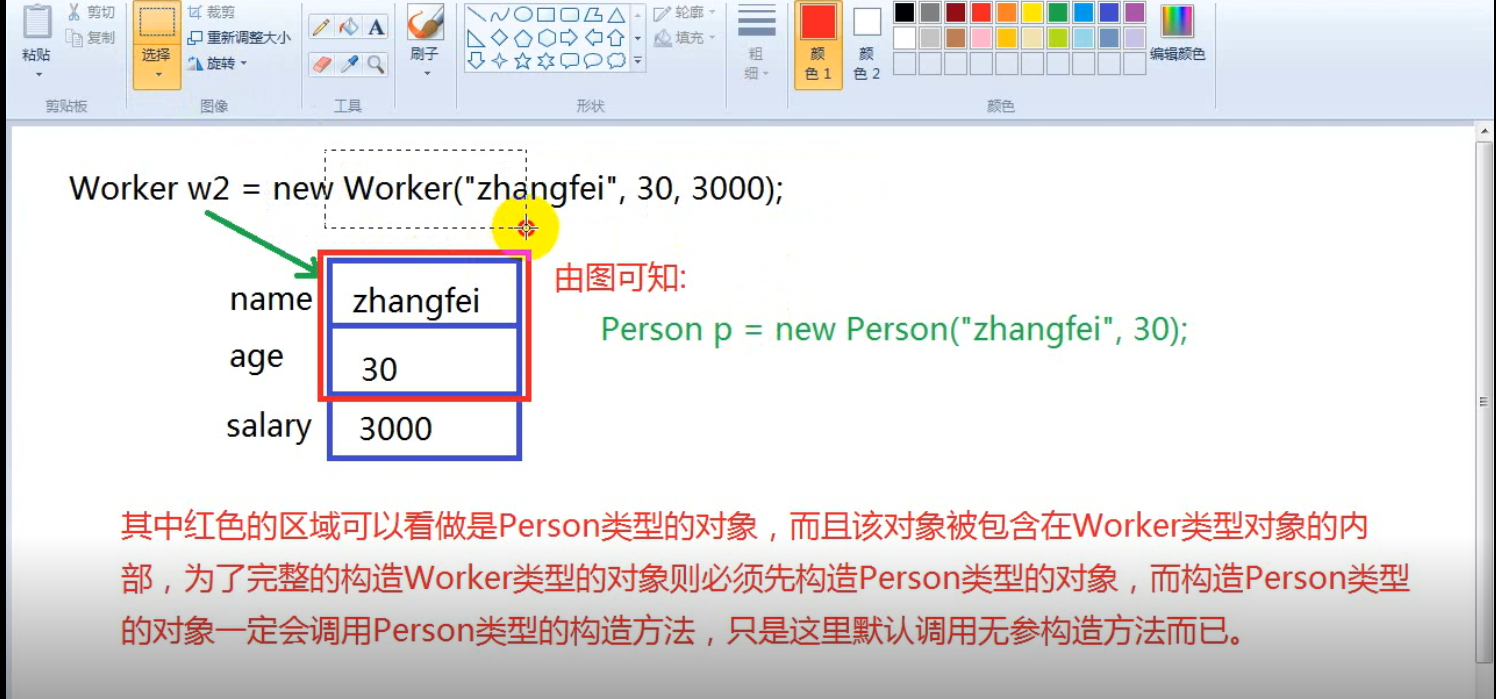 剪切
复制
粘贴
剪贴板
选择
裁剪
重新调整大小
旋转
图像
A
工具
刷子
形状
轮廓
填充
粗
细
颜
色 1
颜
色 2
颜色
编辑颜色
Worker w2 = new Worker("zhangfei", 30, 3000);
name zhangfei
age 30
salary 3000
由图可知:
Person p = new Person("zhangfei", 30);
其中红色的区域可以看做是Person类型的对象，而且该对象被包含在Worker类型对象的内
部，为了完整的构造Worker类型的对象则必须先构造Person类型的对象，而构造Person类型
的对象一定会调用Person类型的构造方法，只是这里默认调用无参构造方法而已。